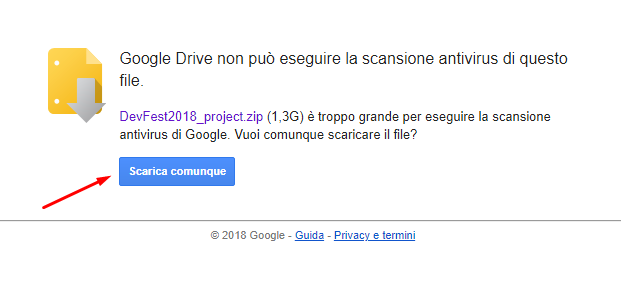 Google Drive non può eseguire la scansione antivirus di questo
file.
DevFest2018_project.zip (1,3G) è troppo grande per eseguire la scansione
antivirus di Google. Vuoi comunque scaricare il file?
Scarica comunque
© 2018 Google - Guida - Privacy e termini